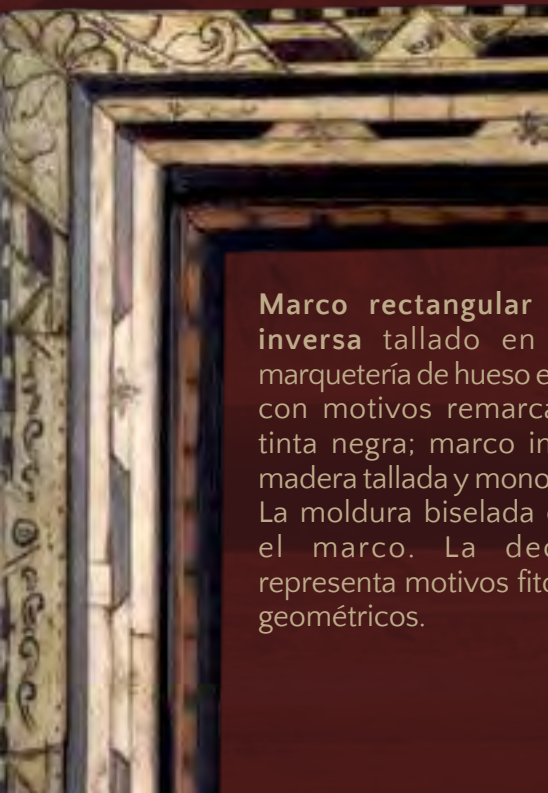 Marco rectangular
inversa tallado en
marquetería de hueso e
con motivos remarca
tinta negra; marco in
madera tallada y mono
La moldura biselada
el marco. La dec
representa motivos fito
geométricos.